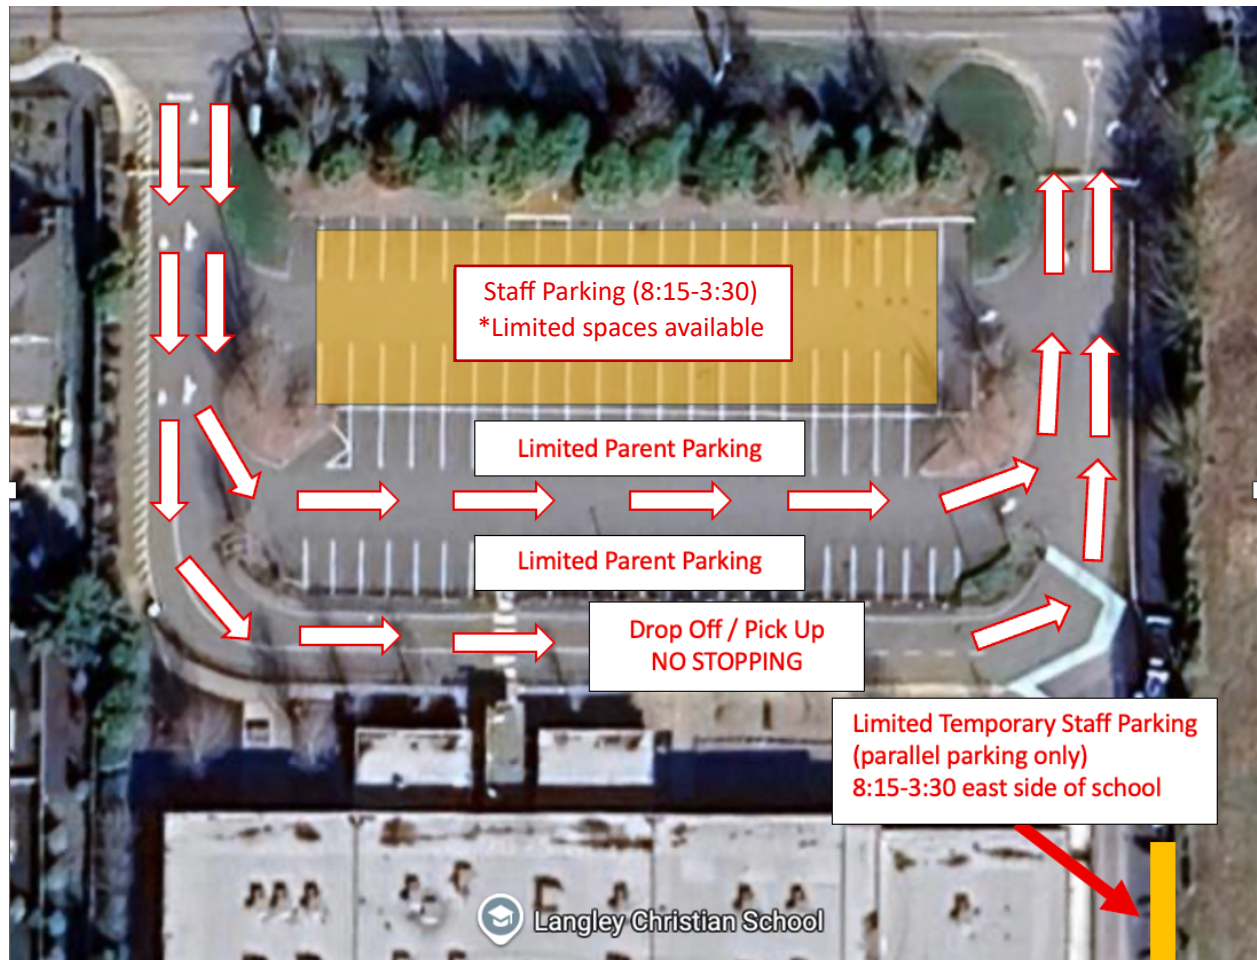 Staff Parking (8:15-3:30)
*Limited spaces available
Limited Parent Parking
Limited Parent Parking
Drop Off / Pick Up
NO STOPPING
Limited Temporary Staff Parking
(parallel parking only)
8:15-3:30 east side of school
Langley Christian School